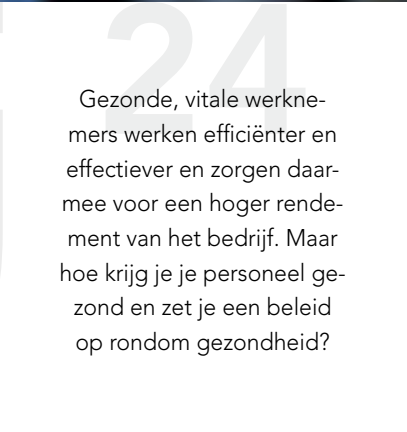 24
Gezonde, vitale werkne-
mers werken efficiënter en
effectiever en zorgen daar-
mee voor een hoger rende-
ment van het bedrijf. Maar
hoe krijg je je personeel ge-
zond en zet je een beleid
op rondom gezondheid?